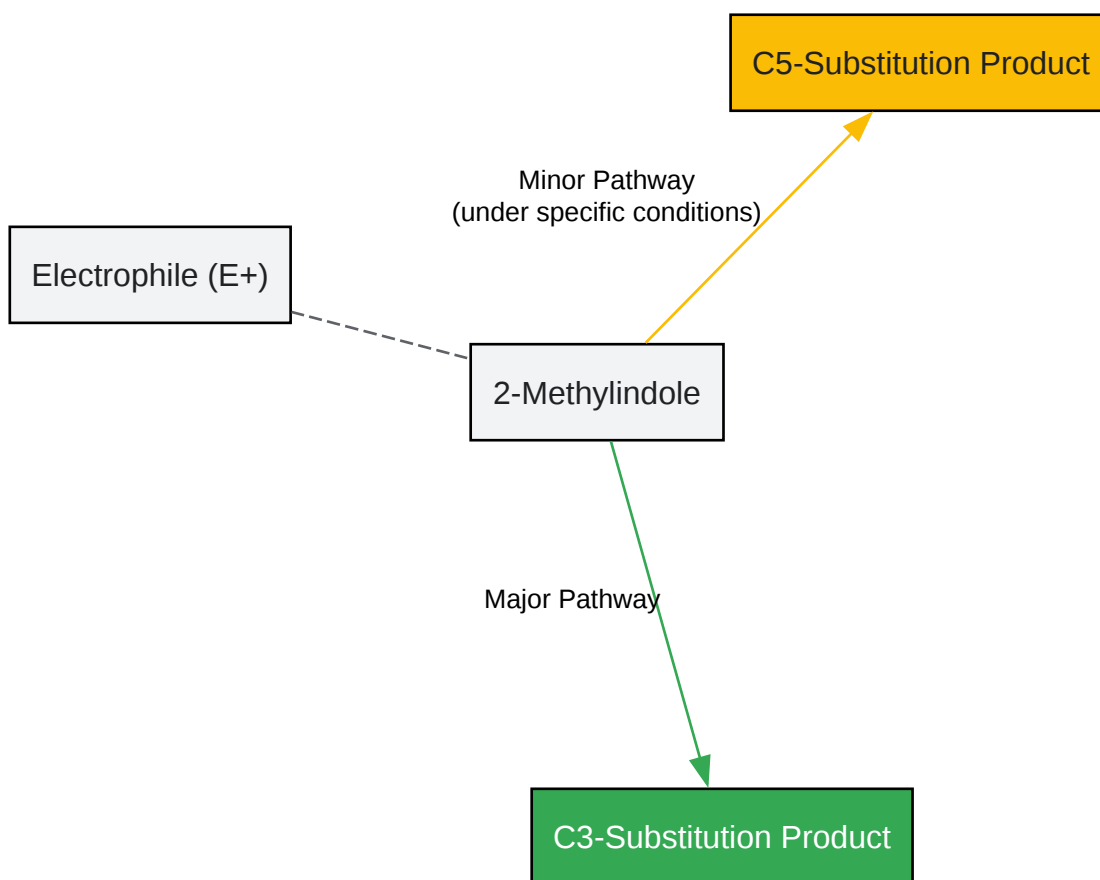 C5-Substitution Product
Minor Pathway
(under specific conditions)
Electrophile (E+)
2-Methylindole
Major Pathway
C3-Substitution Product